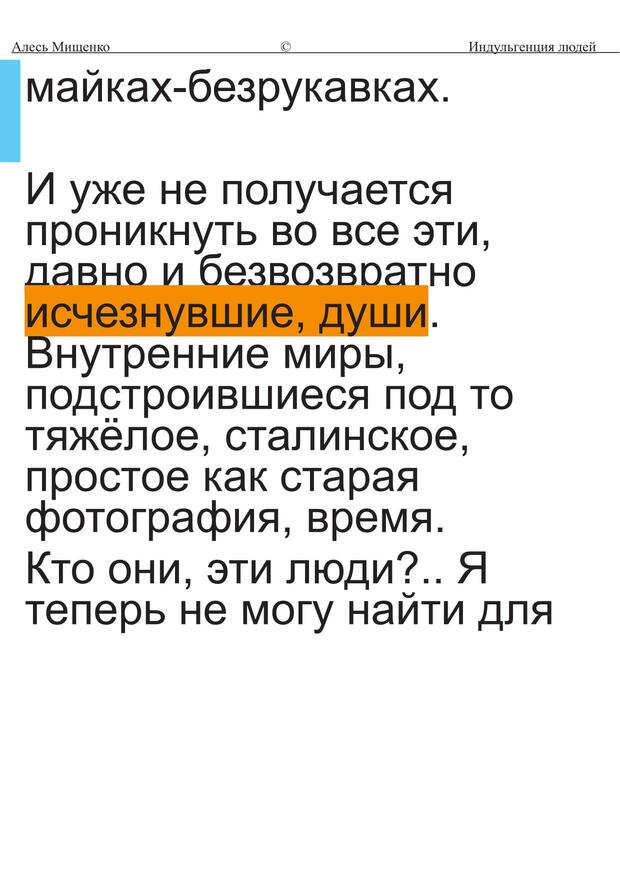 Алесь Мищенко © Индульгенция людей
майках-безрукавках.
И уже не получается
проникнуть во все эти,
давно и безвозвратно
исчезнувшие, души.
Внутренние миры,
подстроившиеся под то
тяжёлое, сталинское,
простое как старая
фотография, время.
Кто они, эти люди?.. Я
теперь не могу найти для